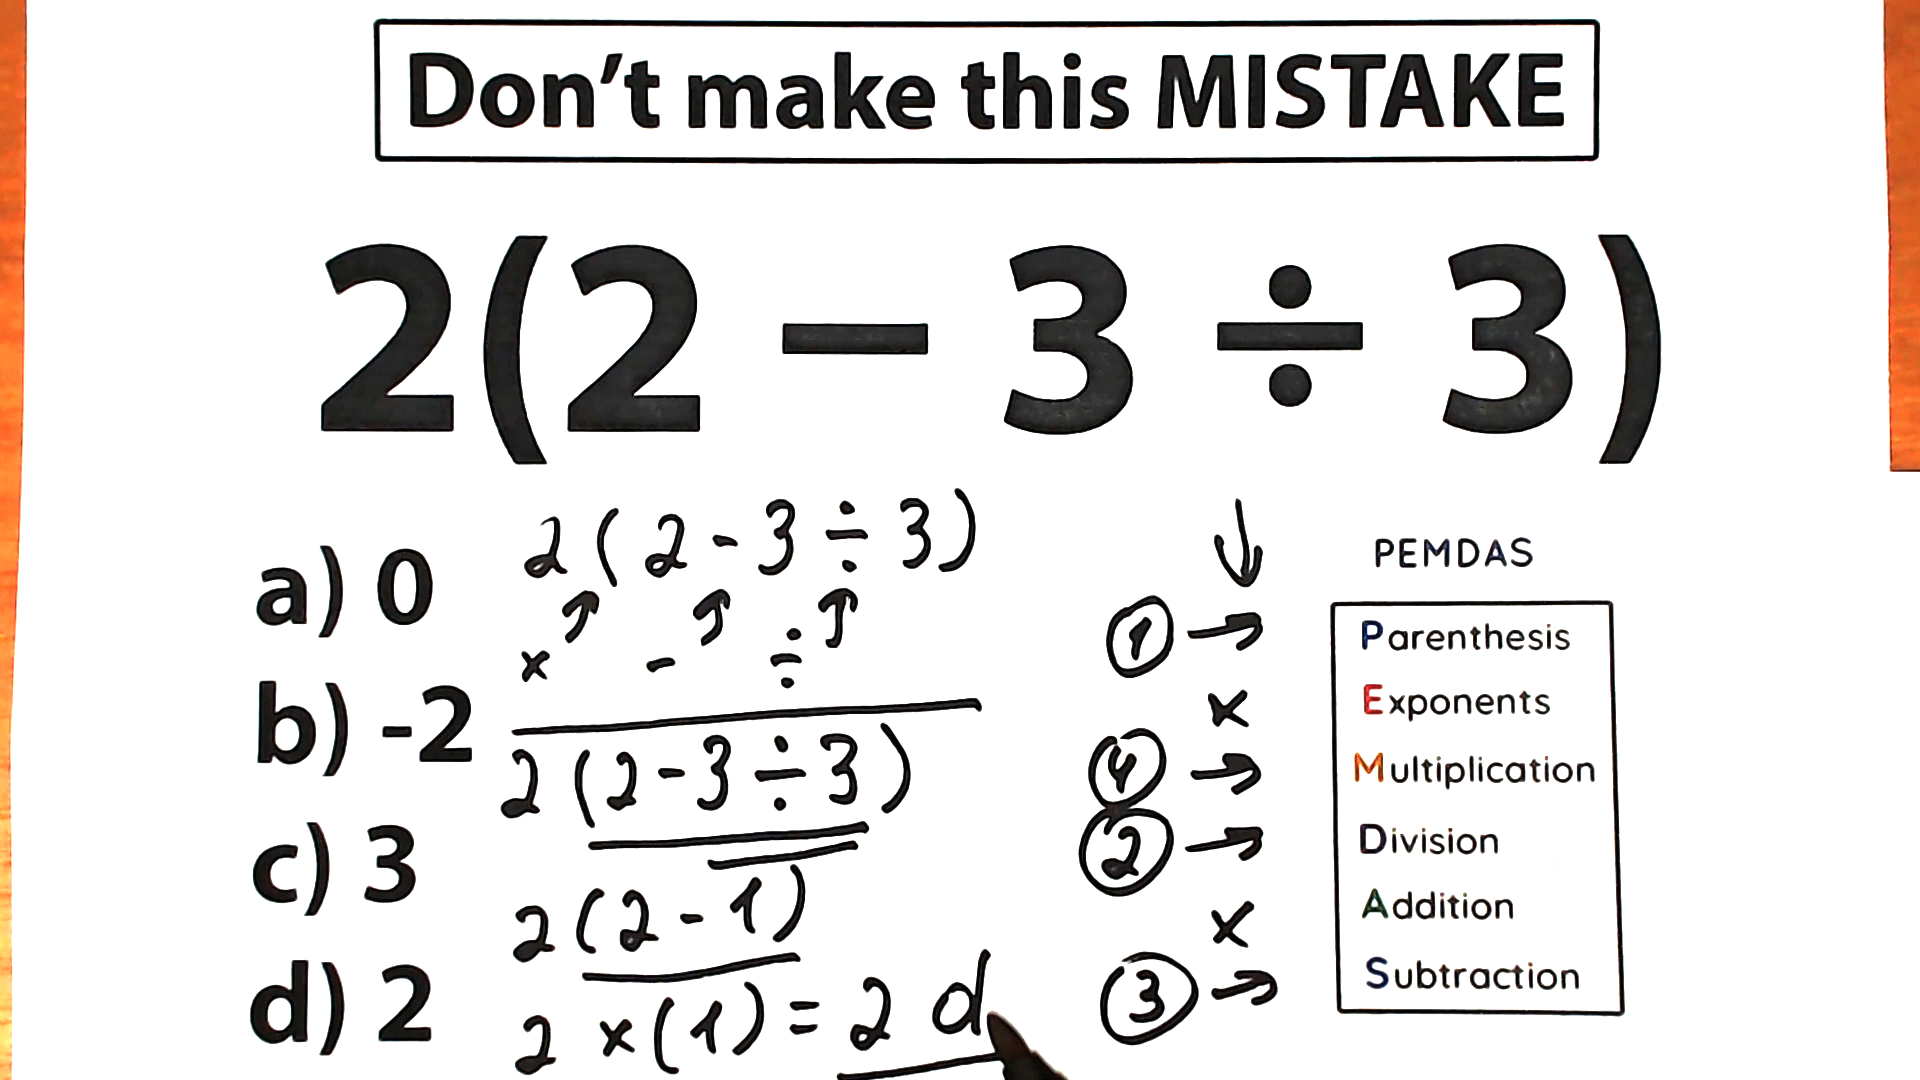 Don't make this MISTAKE
2(2 − 3 ÷ 3)
a) 0
b) -2
c) 3
d) 2
2(2 - 3 ÷ 3)
× - ÷
2(2 - 3 ÷ 3)
2(2 - 1)
2 × (1) = 2 d
PEMDAS
1 → Parenthesis
× Exponents
4 → Multiplication
2 → Division
× Addition
3 → Subtraction